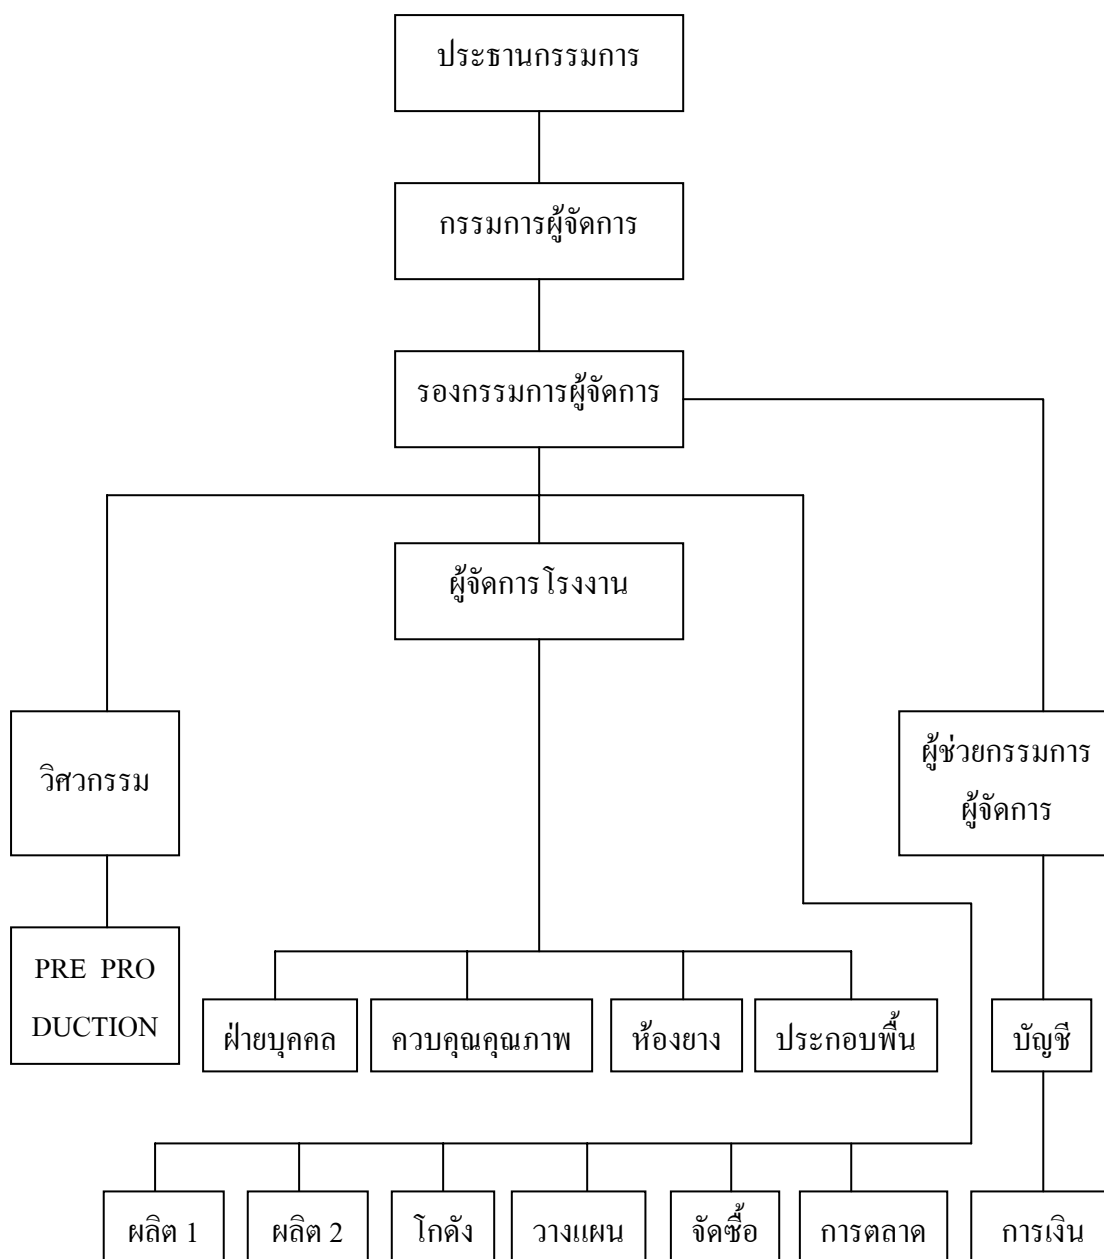 ประธานกรรมการ
กรรมการผู้จัดการ
รองกรรมการผู้จัดการ
ผู้จัดการโรงงาน
วิศวกรรม
ผู้ช่วยกรรมการ
ผู้จัดการ
PRE PRO
DUCTION
ฝ่ายบุคคล
ควบคุณคุณภาพ
ห้องยาง
ประกอบพื้น
บัญชี
ผลิต 1
ผลิต 2
โกดัง
วางแผน
จัดซื้อ
การตลาด
การเงิน